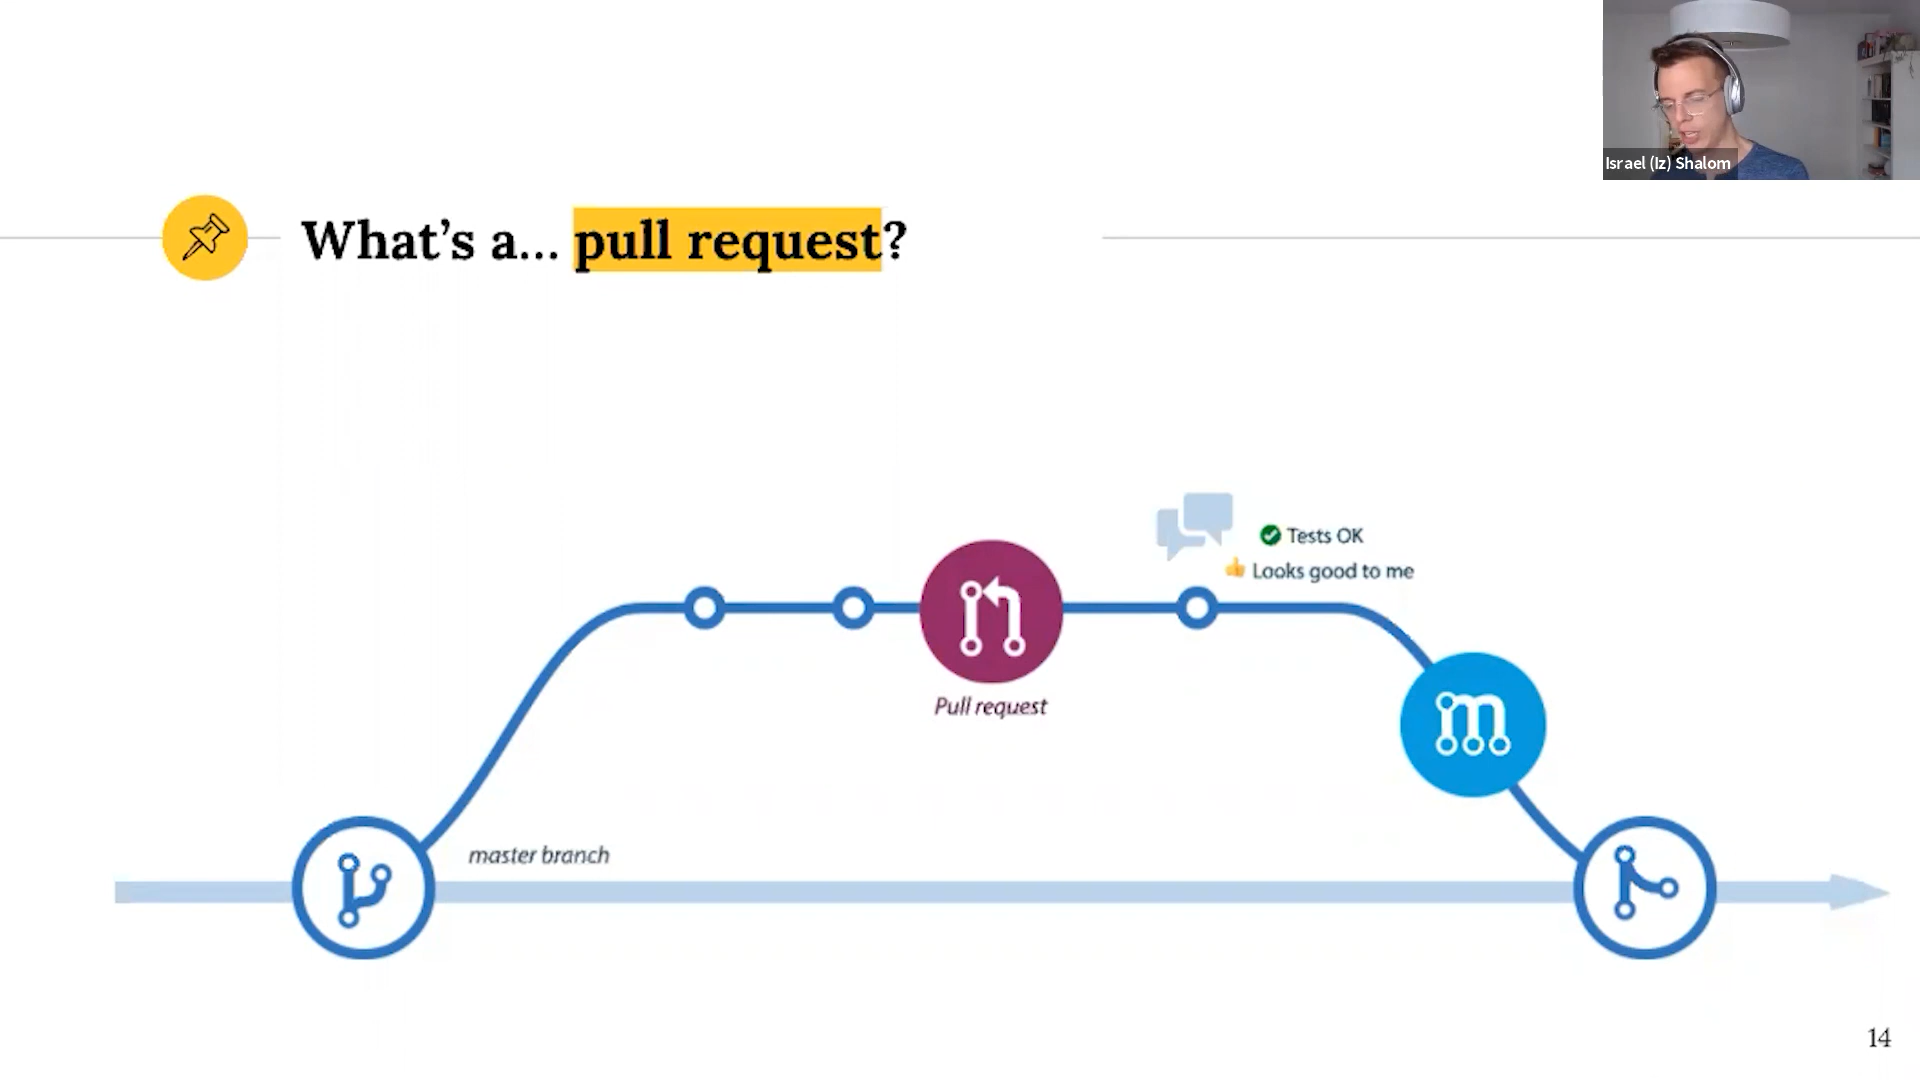 Israel (Iz) Shalom
What's a... pull request?
Tests OK
Looks good to me
Pull request
master branch
14